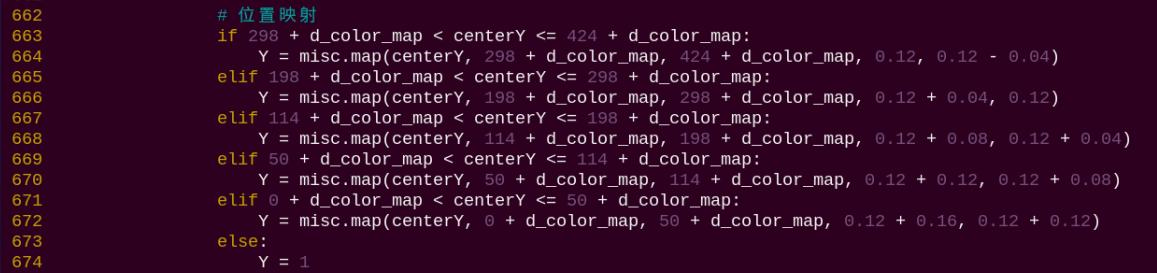 662 # 位置映射
663 if 298 + d_color_map < centerY <= 424 + d_color_map:
664 Y = misc.map(centerY, 298 + d_color_map, 424 + d_color_map, 0.12, 0.12 - 0.04)
665 elif 198 + d_color_map < centerY <= 298 + d_color_map:
666 Y = misc.map(centerY, 198 + d_color_map, 298 + d_color_map, 0.12 + 0.04, 0.12)
667 elif 114 + d_color_map < centerY <= 198 + d_color_map:
668 Y = misc.map(centerY, 114 + d_color_map, 198 + d_color_map, 0.12 + 0.08, 0.12 + 0.04)
669 elif 50 + d_color_map < centerY <= 114 + d_color_map:
670 Y = misc.map(centerY, 50 + d_color_map, 114 + d_color_map, 0.12 + 0.12, 0.12 + 0.08)
671 elif 0 + d_color_map < centerY <= 50 + d_color_map:
672 Y = misc.map(centerY, 0 + d_color_map, 50 + d_color_map, 0.12 + 0.16, 0.12 + 0.12)
673 else:
674 Y = 1